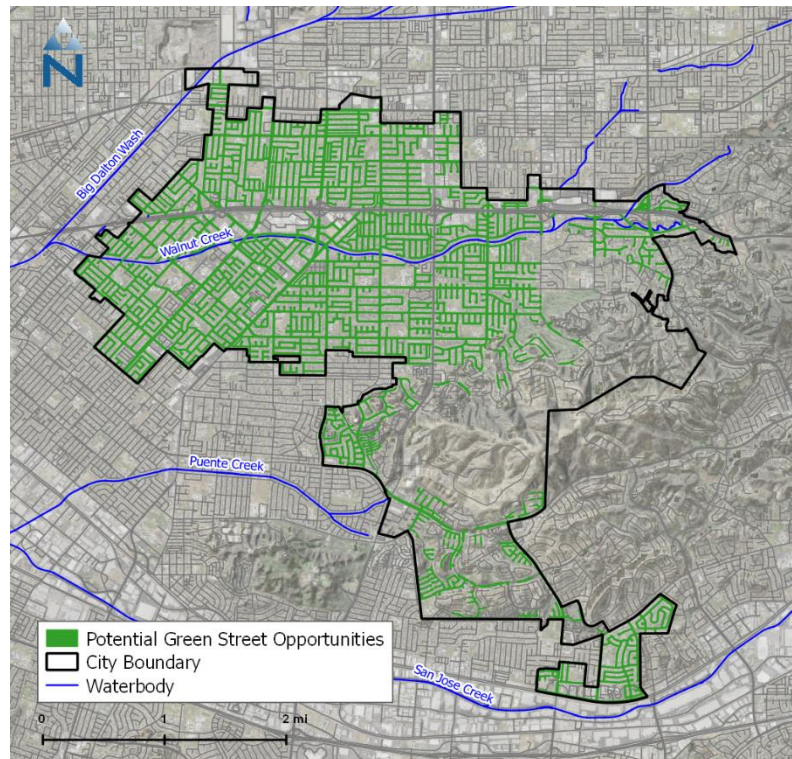 N
Big Dalton Wash
Walnut Creek
Puente Creek
Potential Green Street Opportunities
City Boundary
Waterbody
San Jose Creek
0 1 2 mi